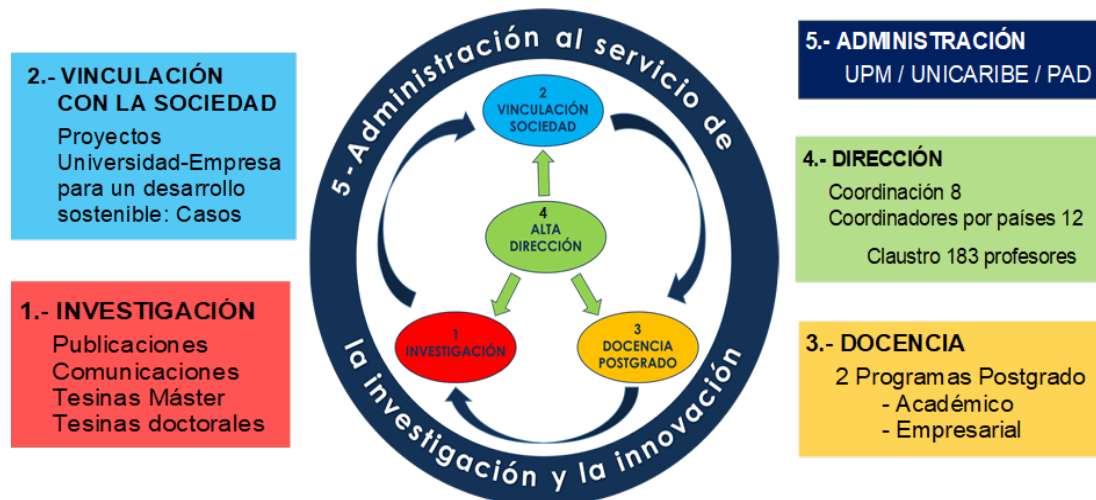 2.- VINCULACIÓN
CON LA SOCIEDAD
Proyectos
Universidad-Empresa
para un desarrollo
sostenible: Casos
1.- INVESTIGACIÓN
Publicaciones
Comunicaciones
Tesinas Máster
Tesinas doctorales
5-Administración al servicio de
la investigación y la innovación
2
VINCULACIÓN
SOCIEDAD
4
ALTA
DIRECCIÓN
1
INVESTIGACIÓN
3
DOCENCIA
POSTGRADO
5.- ADMINISTRACIÓN
UPM / UNICARIBE / PAD
4.- DIRECCIÓN
Coordinación 8
Coordinadores por países 12
Claustro 183 profesores
3.- DOCENCIA
2 Programas Postgrado
- Académico
- Empresarial